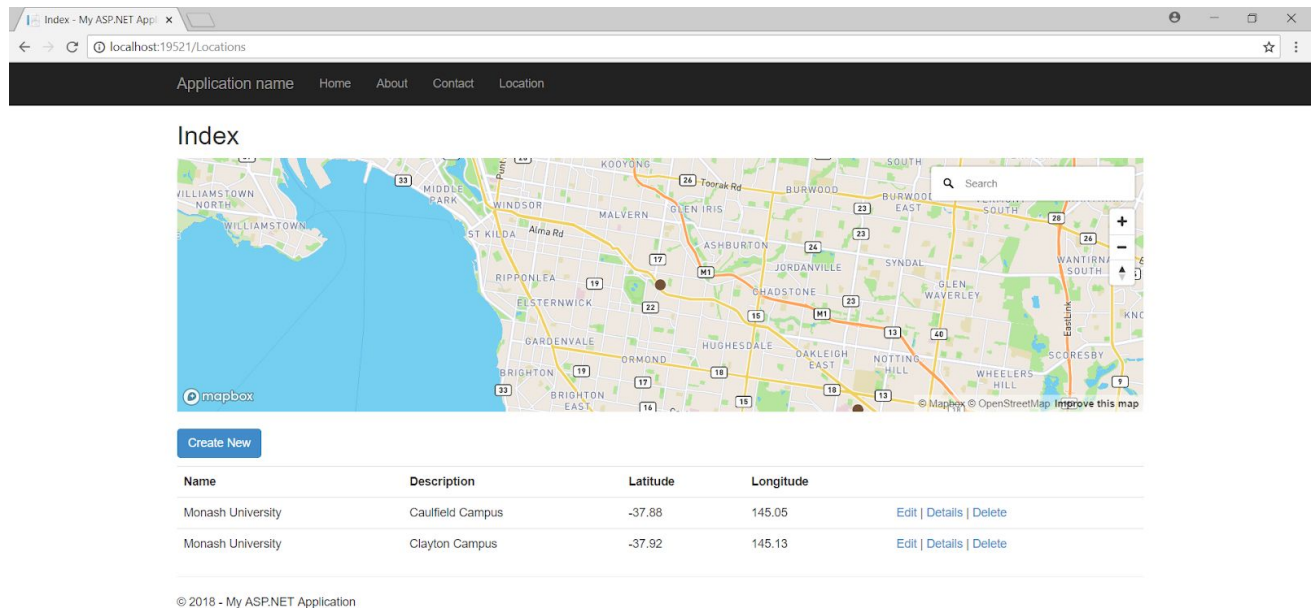 Index - My ASP.NET Appl
localhost:19521/Locations
Application name Home About Contact Location
Index
KOOYONG
SOUTH
33
26 Toorak Rd
Search
MIDDLE PARK
BURWOOD
BURWOOD EAST
WILLIAMSTOWN NORTH
WINDSOR
MALVERN
GLEN IRIS
23
SOUTH
28
WILLIAMSTOWN
ST KILDA
Alma Rd
23
26
ASHBURTON
24
17
WANTIRNA SOUTH
M1
JORDANVILLE
SYNDAL
RIPPONLEA
19
CHADSTONE
GLEN WAVERLEY
ELSTERNWICK
22
23
15
M1
EastLink
13
40
GARDENVALE
HUGHESDALE
ORMOND
OAKLEIGH EAST
NOTTING HILL
SCORESBY
BRIGHTON
19
18
WHEELERS HILL
17
9
33
18
13
mapbox
BRIGHTON EAST
16
15
© Mapbox © OpenStreetMap Improve this map
Create New
Name Description Latitude Longitude
Monash University Caulfield Campus -37.88 145.05 Edit | Details | Delete
Monash University Clayton Campus -37.92 145.13 Edit | Details | Delete
© 2018 - My ASP.NET Application